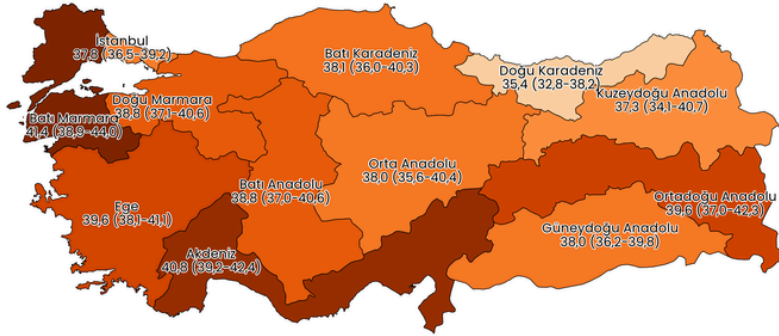 İstanbul
37,8 (36,5-39,2)
Batı Karadeniz
38,1 (36,0-40,3)
Doğu Karadeniz
35,4 (32,8-38,2)
Kuzeydoğu Anadolu
37,3 (34,1-40,7)
Doğu Marmara
38,8 (37,1-40,6)
Batı Marmara
41,4 (38,9-44,0)
Orta Anadolu
38,0 (35,6-40,4)
Batı Anadolu
38,8 (37,0-40,6)
Ortadoğu Anadolu
39,6 (37,0-42,3)
Ege
39,6 (38,1-41,1)
Güneydoğu Anadolu
38,0 (36,2-39,8)
Akdeniz
40,8 (39,2-42,4)